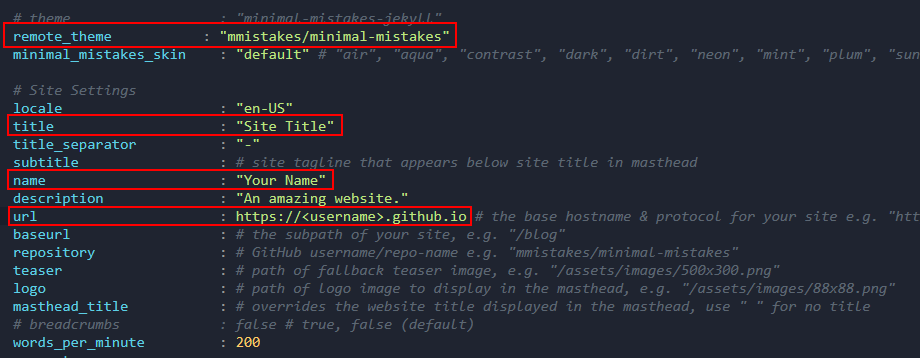 # theme : "minimal-mistakes-jekyll"
remote_theme : "mmistakes/minimal-mistakes"
minimal_mistakes_skin : "default" # "air", "aqua", "contrast", "dark", "dirt", "neon", "mint", "plum", "sun
# Site Settings
locale : "en-US"
title : "Site Title"
title_separator : "-"
subtitle : # site tagline that appears below site title in masthead
name : "Your Name"
description : "An amazing website."
url : https://<username>.github.io # the base hostname & protocol for your site e.g. "htt
baseurl : # the subpath of your site, e.g. "/blog"
repository : # GitHub username/repo-name e.g. "mmistakes/minimal-mistakes"
teaser : # path of fallback teaser image, e.g. "/assets/images/500x300.png"
logo : # path of logo image to display in the masthead, e.g. "/assets/images/88x88.png"
masthead_title : # overrides the website title displayed in the masthead, use " " for no title
# breadcrumbs : false # true, false (default)
words_per_minute : 200